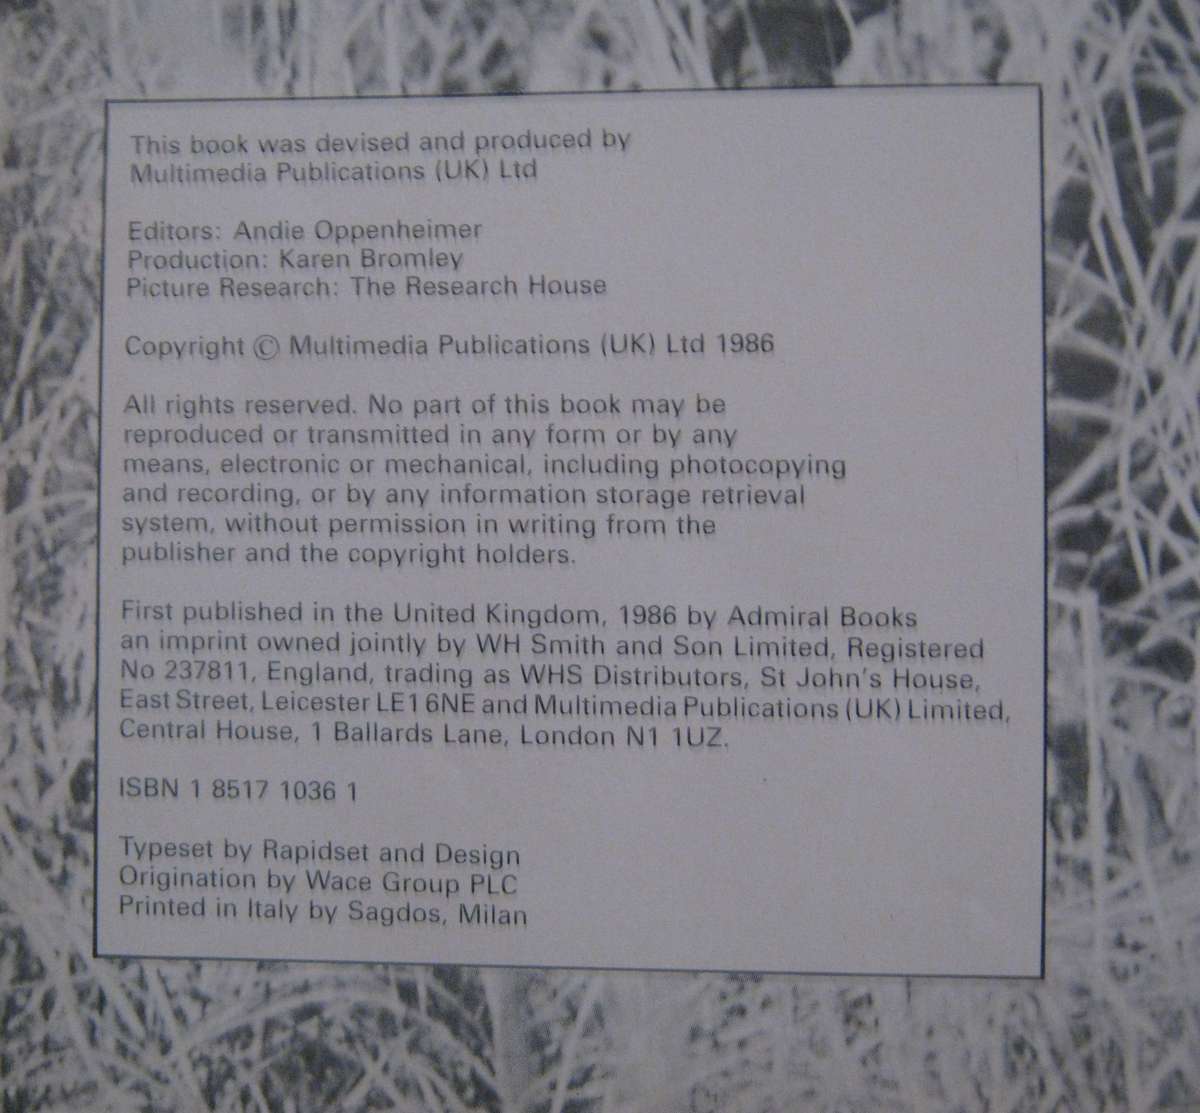 This book was devised and produced by
Multimedia Publications (UK) Ltd
Editors: Andie Oppenheimer
Production: Karen Bromley
Picture Research: The Research House
Copyright © Multimedia Publications (UK) Ltd 1986
All rights reserved. No part of this book may be
reproduced or transmitted in any form or by any
means, electronic or mechanical, including photocopying
and recording, or by any information storage retrieval
system, without permission in writing from the
publisher and the copyright holders.
First published in the United Kingdom, 1986 by Admiral Books
an imprint owned jointly by WH Smith and Son Limited, Registered
No 237811, England, trading as WHS Distributors, St John's House,
East Street, Leicester LE1 6NE and Multimedia Publications (UK) Limited,
Central House, 1 Ballards Lane, London N1 1UZ.
ISBN 1 8517 1036 1
Typeset by Rapidset and Design
Origination by Wace Group PLC
Printed in Italy by Sagdos, Milan